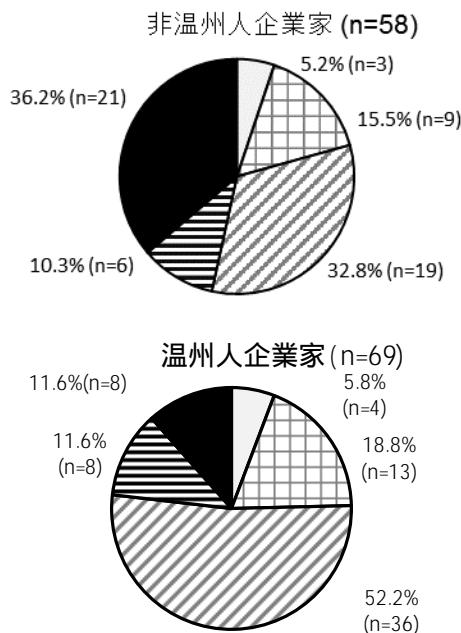 非温州人企業家 (n=58)
5.2% (n=3)
36.2% (n=21)
15.5% (n=9)
10.3% (n=6)
32.8% (n=19)
温州人企業家(n=69)
11.6%(n=8)
5.8%
(n=4)
11.6%
(n=8)
18.8%
(n=13)
52.2%
(n=36)